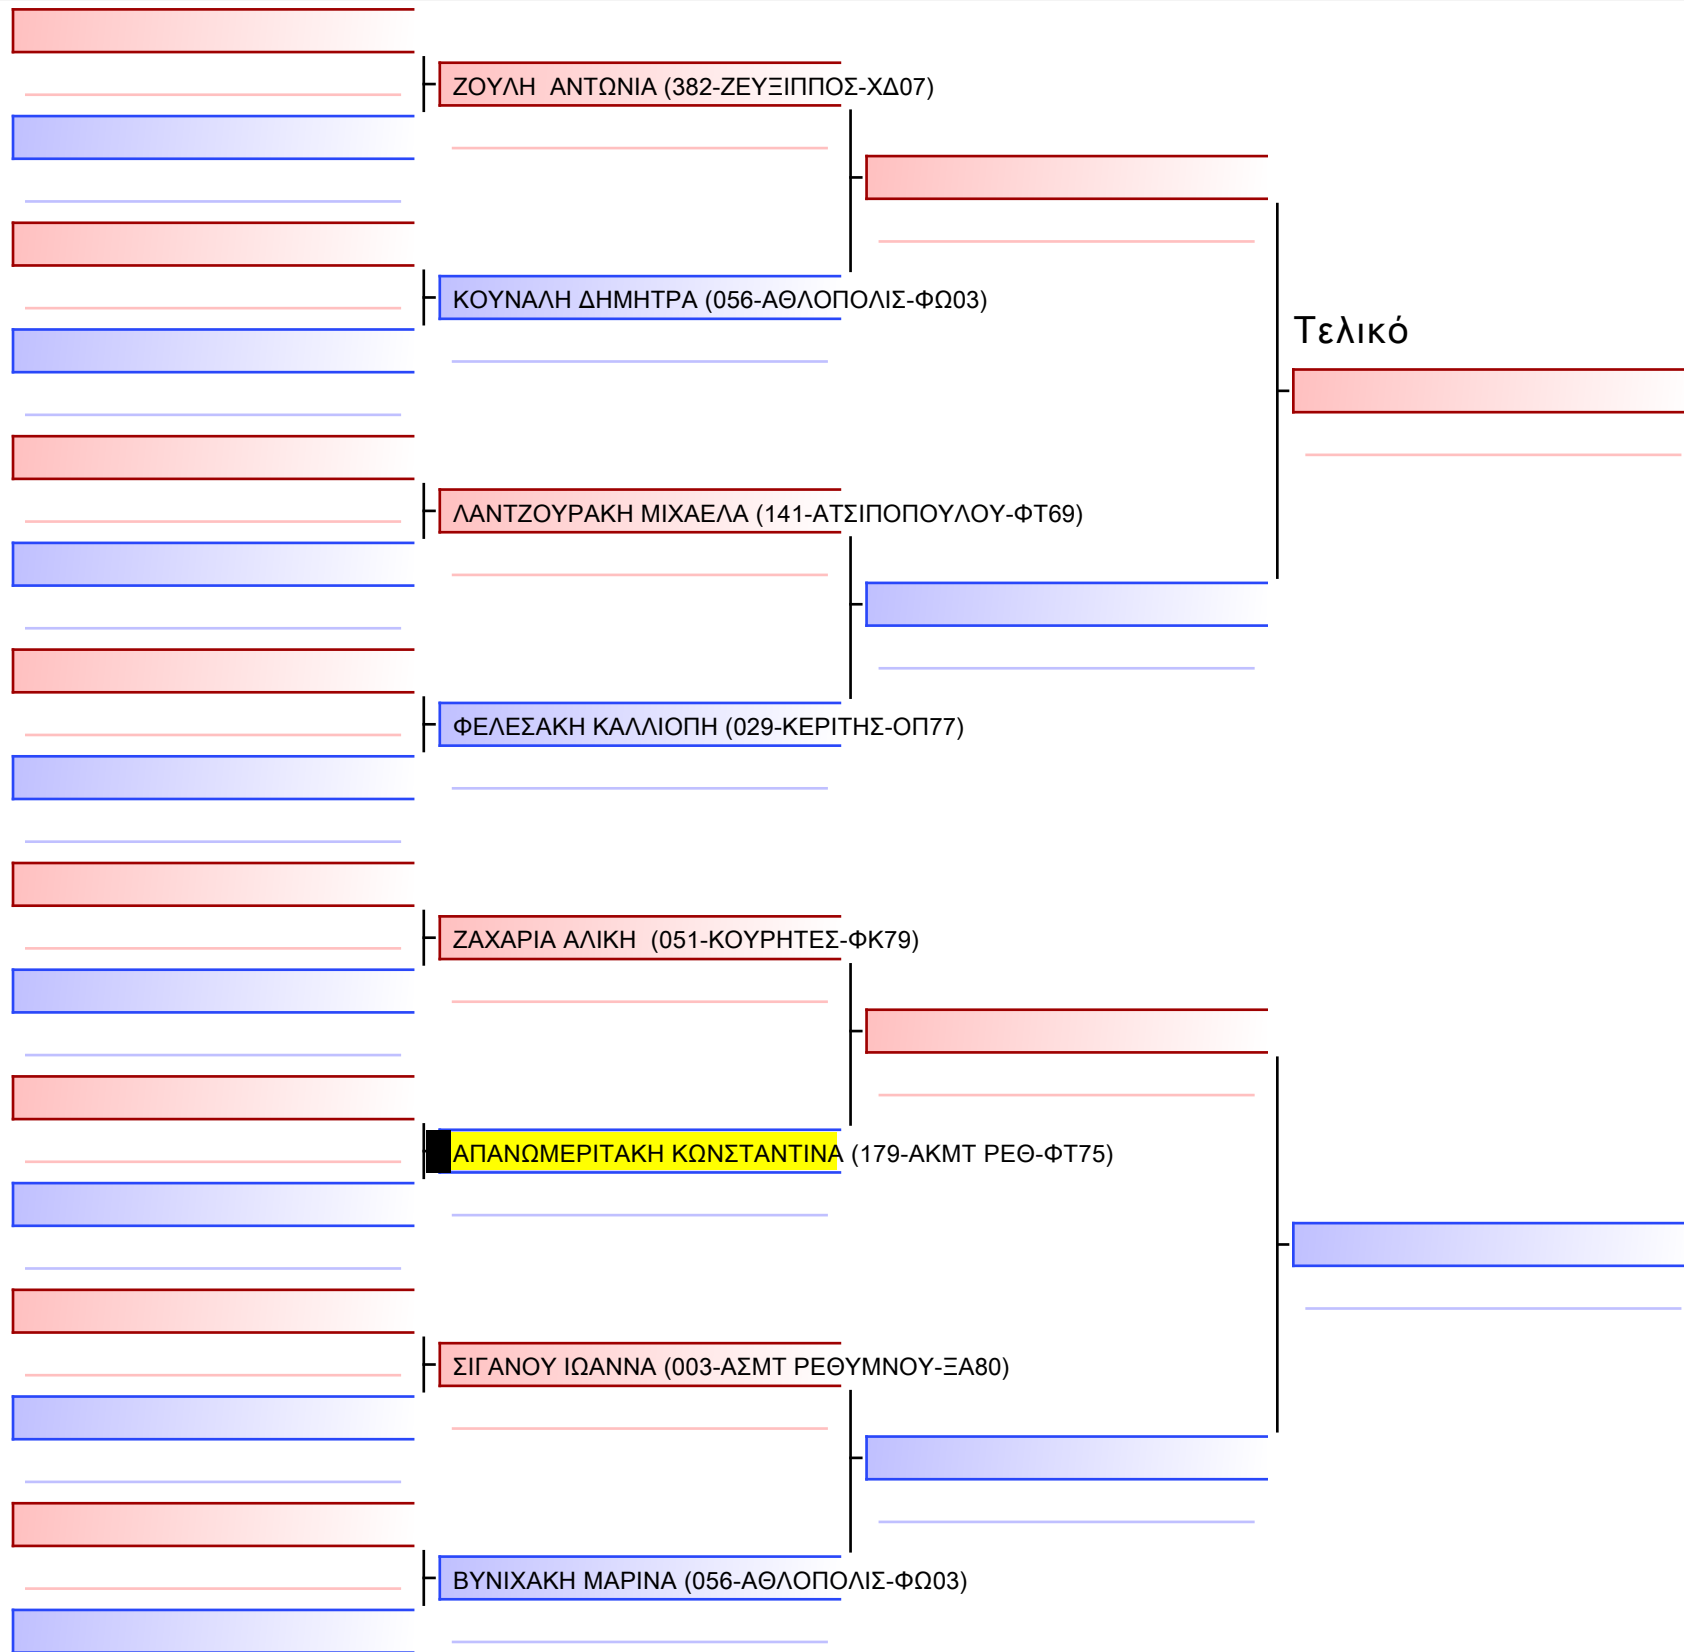 ΖΟΥΛΗ  ΑΝΤΩΝΙΑ (382-ΖΕΥΞΙΠΠΟΣ-ΧΔ07)
ΚΟΥΝΑΛΗ ΔΗΜΗΤΡΑ (056-ΑΘΛΟΠΟΛΙΣ-ΦΩ03)
Τελικό
ΛΑΝΤΖΟΥΡΑΚΗ ΜΙΧΑΕΛΑ (141-ΑΤΣΙΠΟΠΟΥΛΟΥ-ΦΤ69)
ΦΕΛΕΣΑΚΗ ΚΑΛΛΙΟΠΗ (029-ΚΕΡΙΤΗΣ-ΟΠ77)
ΖΑΧΑΡΙΑ ΑΛΙΚΗ  (051-ΚΟΥΡΗΤΕΣ-ΦΚ79)
ΑΠΑΝΩΜΕΡΙΤΑΚΗ ΚΩΝΣΤΑΝΤΙΝΑ (179-ΑΚΜΤ ΡΕΘ-ΦΤ75)
ΣΙΓΑΝΟΥ ΙΩΑΝΝΑ (003-ΑΣΜΤ ΡΕΘΥΜΝΟΥ-ΞΑ80)
ΒΥΝΙΧΑΚΗ ΜΑΡΙΝΑ (056-ΑΘΛΟΠΟΛΙΣ-ΦΩ03)